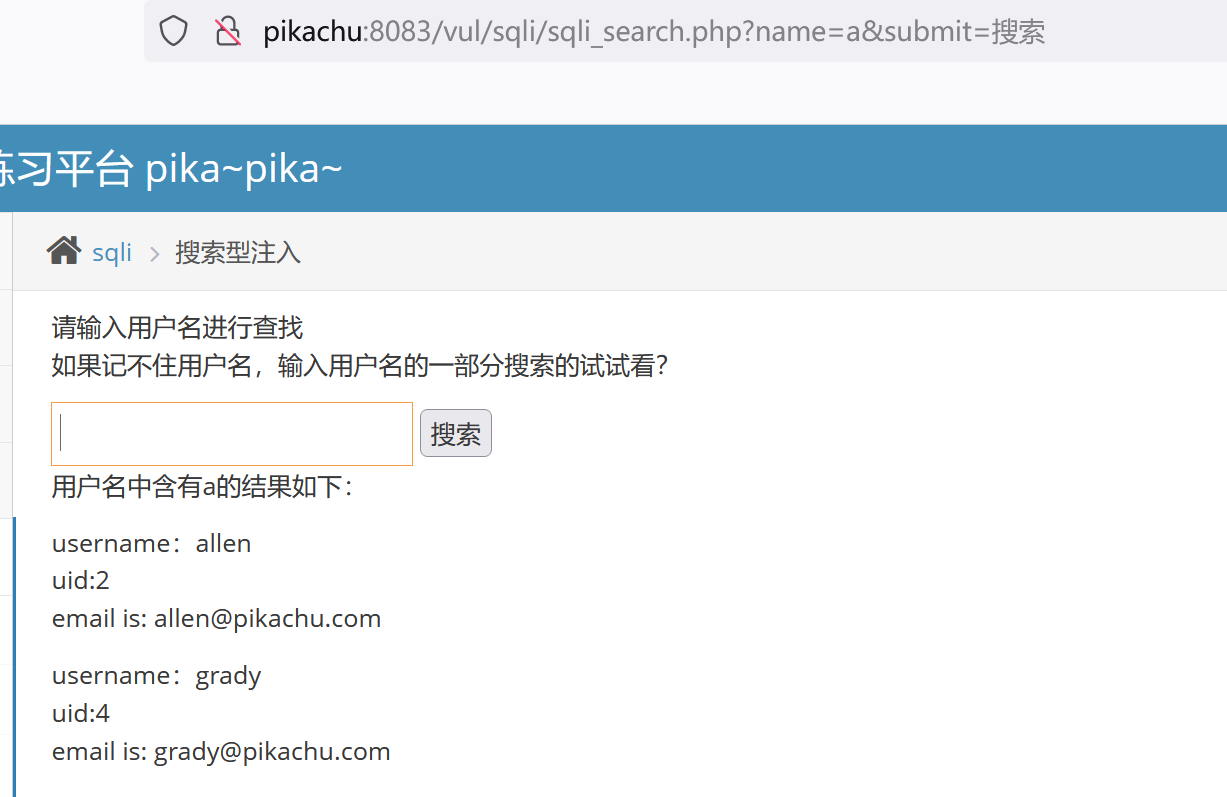 pikachu:8083/vul/sqli/sqli_search.php?name=a&submit=搜索
练习平台 pika~pika~
sqli > 搜索型注入
请输入用户名进行查找
如果记不住用户名，输入用户名的一部分搜索的试试看？
搜索
用户名中含有a的结果如下：
username：allen
uid:2
email is: allen@pikachu.com
username：grady
uid:4
email is: grady@pikachu.com